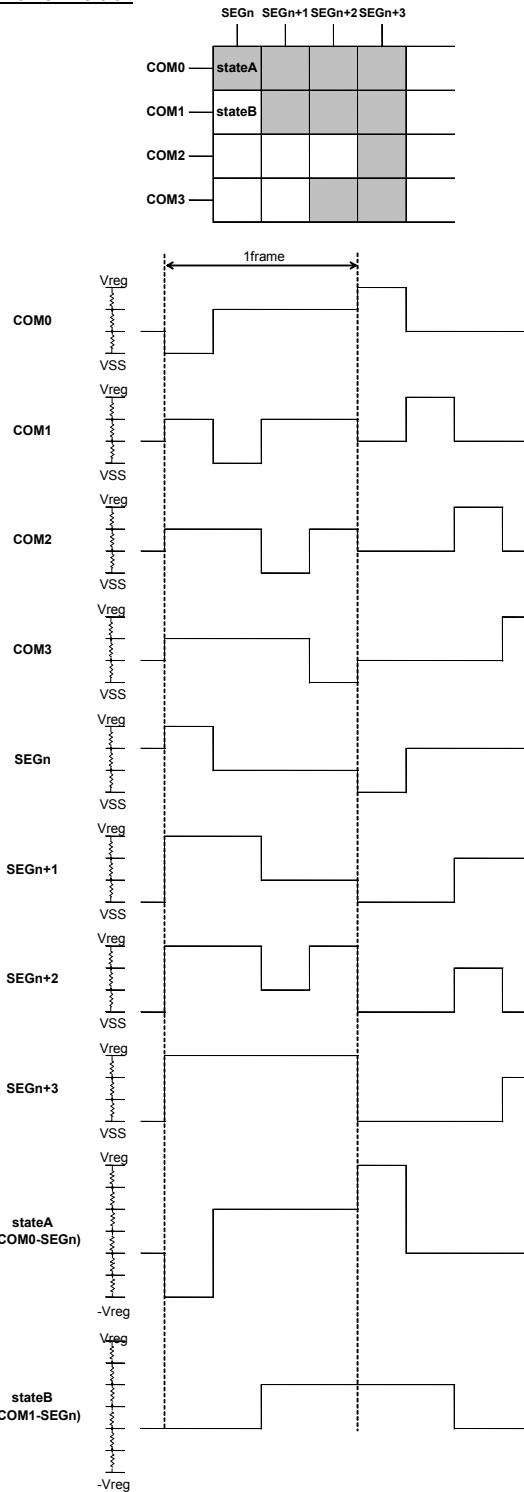 SEGn SEGn+1 SEGn+2 SEGn+3
COM0 stateA
COM1 stateB
COM2
COM3
1frame
Vreg
COM0
VSS
Vreg
COM1
VSS
Vreg
COM2
VSS
Vreg
COM3
VSS
Vreg
SEGn
VSS
Vreg
SEGn+1
VSS
Vreg
SEGn+2
VSS
Vreg
SEGn+3
VSS
Vreg
stateA
COM0-SEGn)
-Vreg
Vreg
stateB
COM1-SEGn)
-Vreg